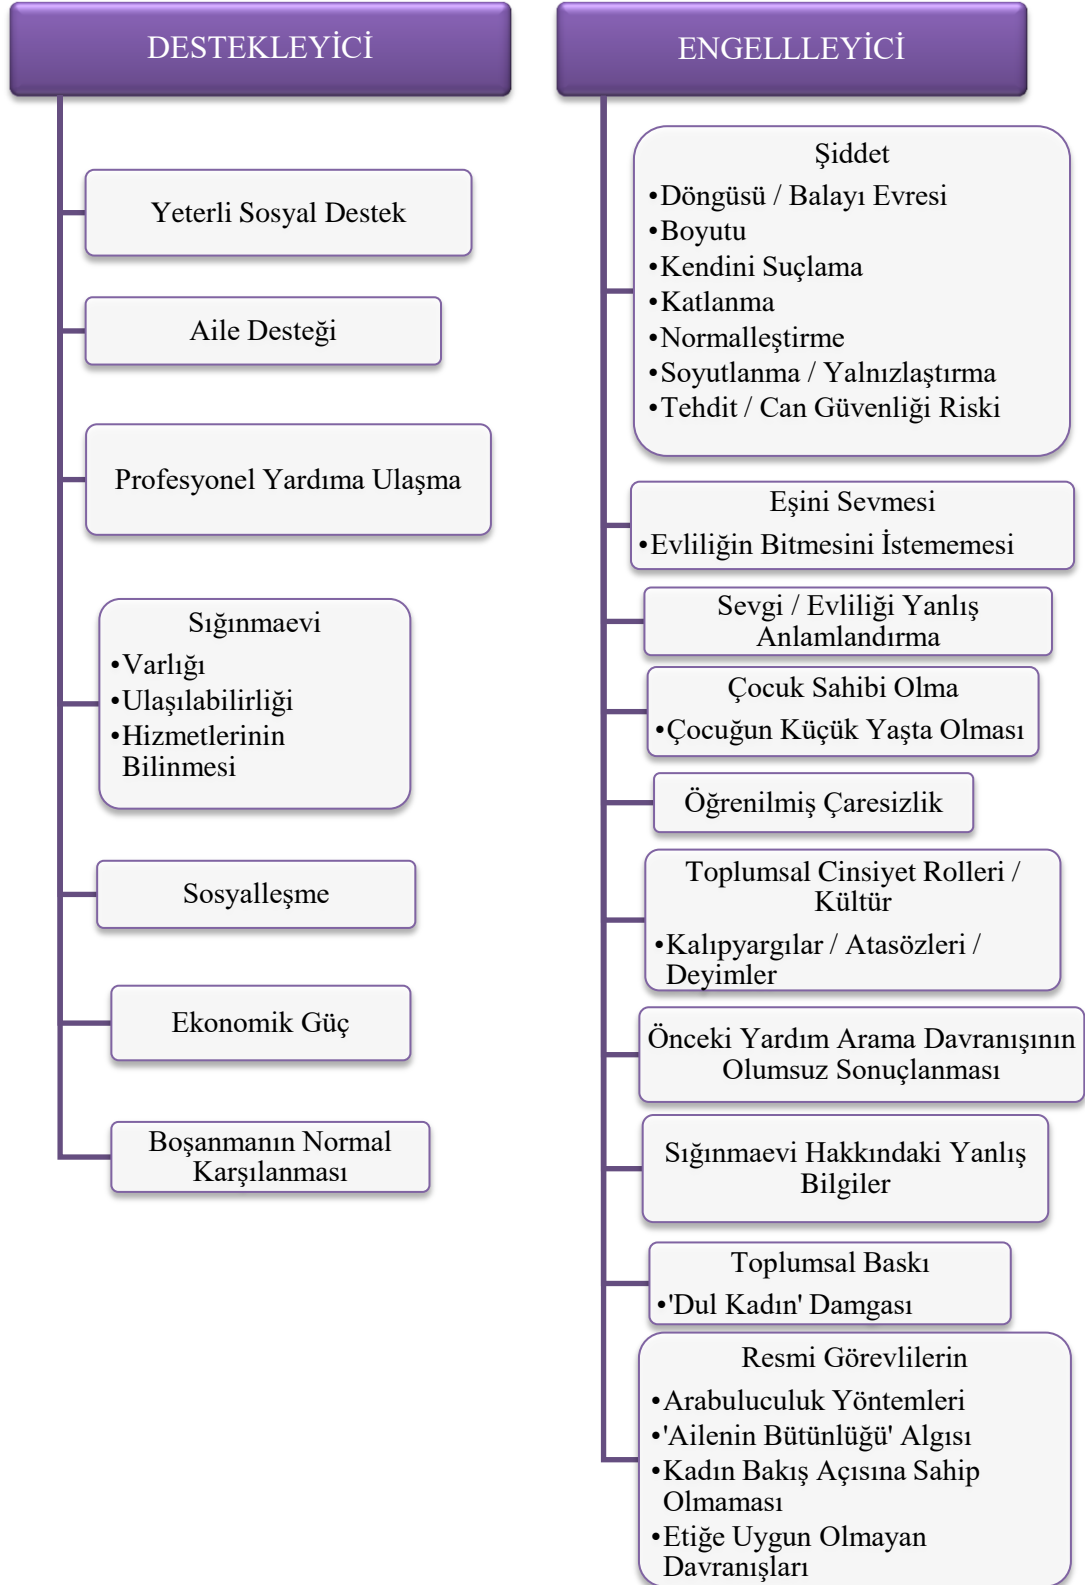 DESTEKLEYİCİ
Yeterli Sosyal Destek
Aile Desteği
Profesyonel Yardıma Ulaşma
Sığınmaevi
•Varlığı
•Ulaşılabilirliği
•Hizmetlerinin
Bilinmesi
Sosyalleşme
Ekonomik Güç
Boşanmanın Normal
Karşılanması
ENGELLLEYİCİ
Şiddet
•Döngüsü / Balayı Evresi
•Boyutu
•Kendini Suçlama
•Katlanma
•Normalleştirme
•Soyutlanma / Yalnızlaştırma
•Tehdit / Can Güvenliği Riski
Eşini Sevmesi
•Evliliğin Bitmesini İstememesi
Sevgi / Evliliği Yanlış
Anlamlandırma
Çocuk Sahibi Olma
•Çocuğun Küçük Yaşta Olması
Öğrenilmiş Çaresizlik
Toplumsal Cinsiyet Rolleri /
Kültür
•Kalıpyargılar / Atasözleri /
Deyimler
Önceki Yardım Arama Davranışının
Olumsuz Sonuçlanması
Sığınmaevi Hakkındaki Yanlış
Bilgiler
Toplumsal Baskı
•'Dul Kadın' Damgası
Resmi Görevlilerin
•Arabuluculuk Yöntemleri
•'Ailenin Bütünlüğü' Algısı
•Kadın Bakış Açısına Sahip
Olmaması
•Etiğe Uygun Olmayan
Davranışları